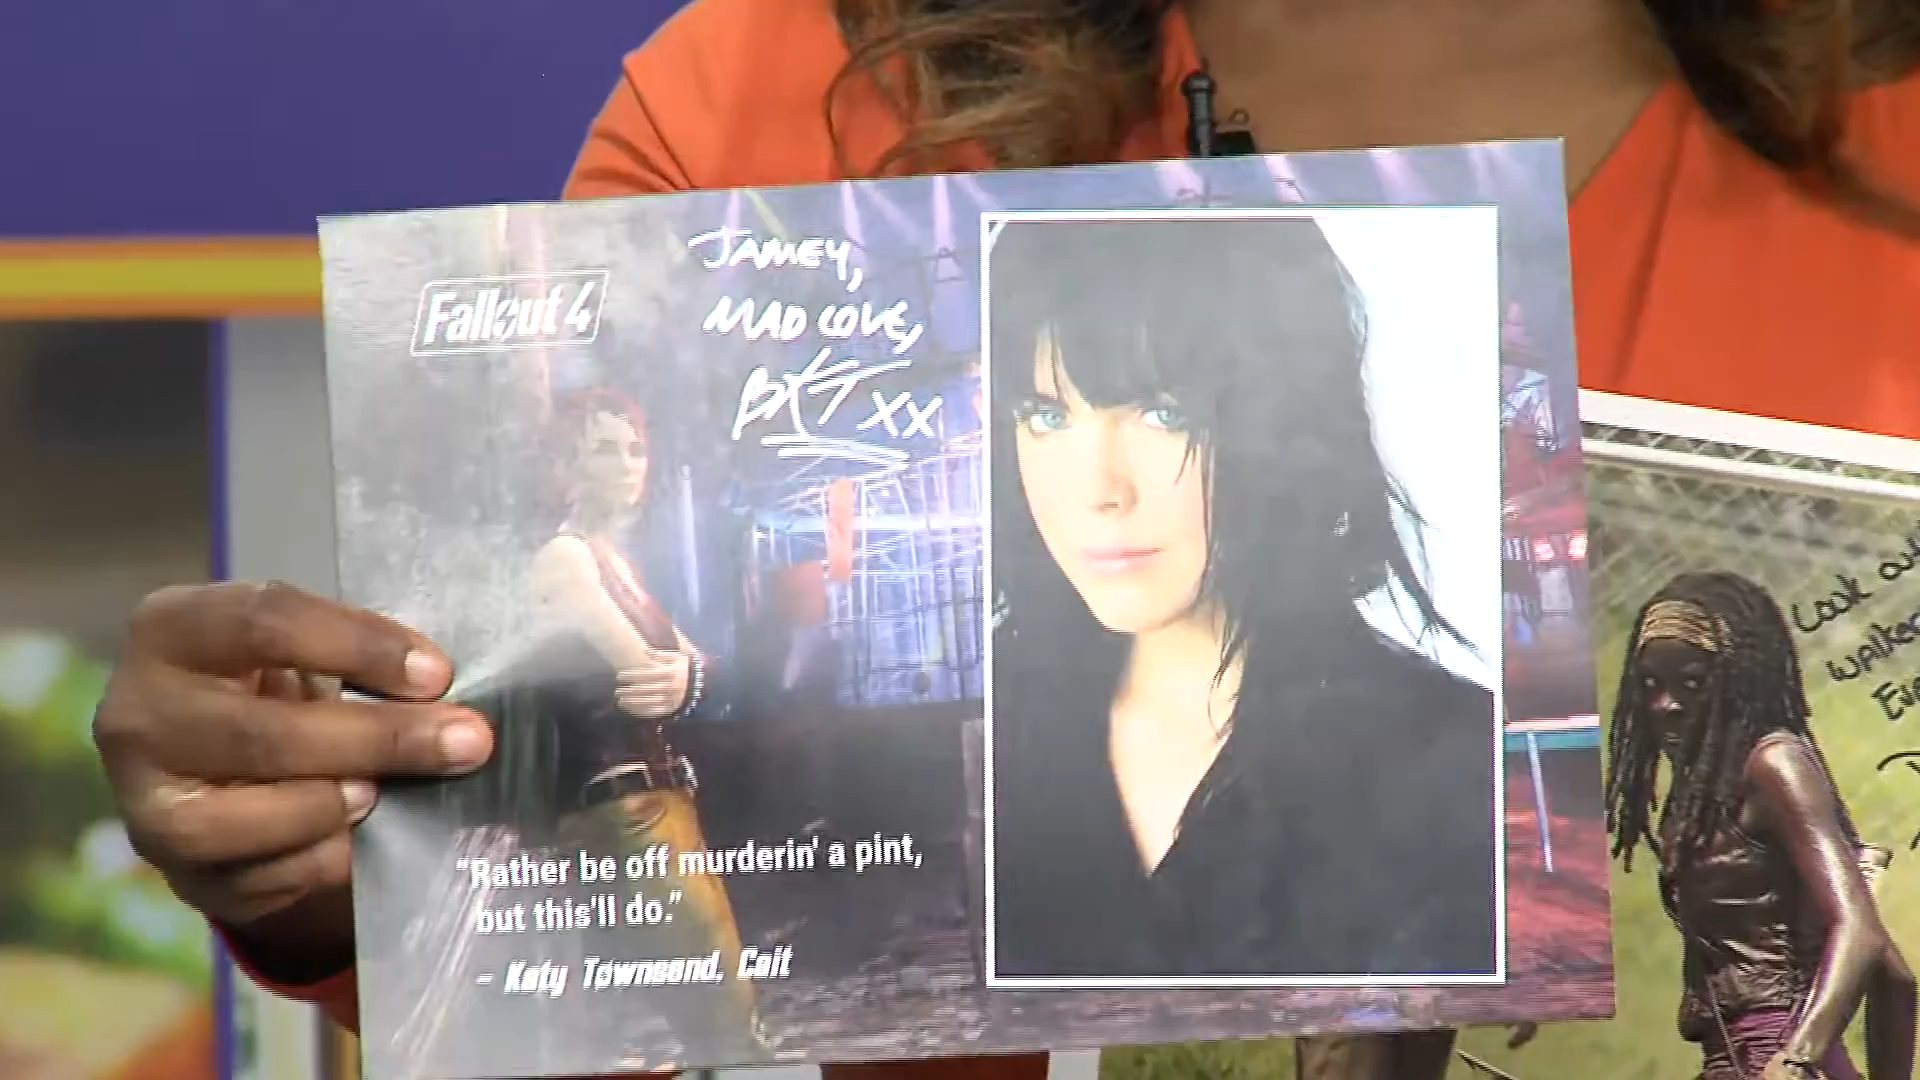 Fallout 4
JAMEY,
MAD LOVE,
XX
"Rather be off murderin' a pint,
but this'll do."
- Katy Townsend, Cait
Look out
Walker